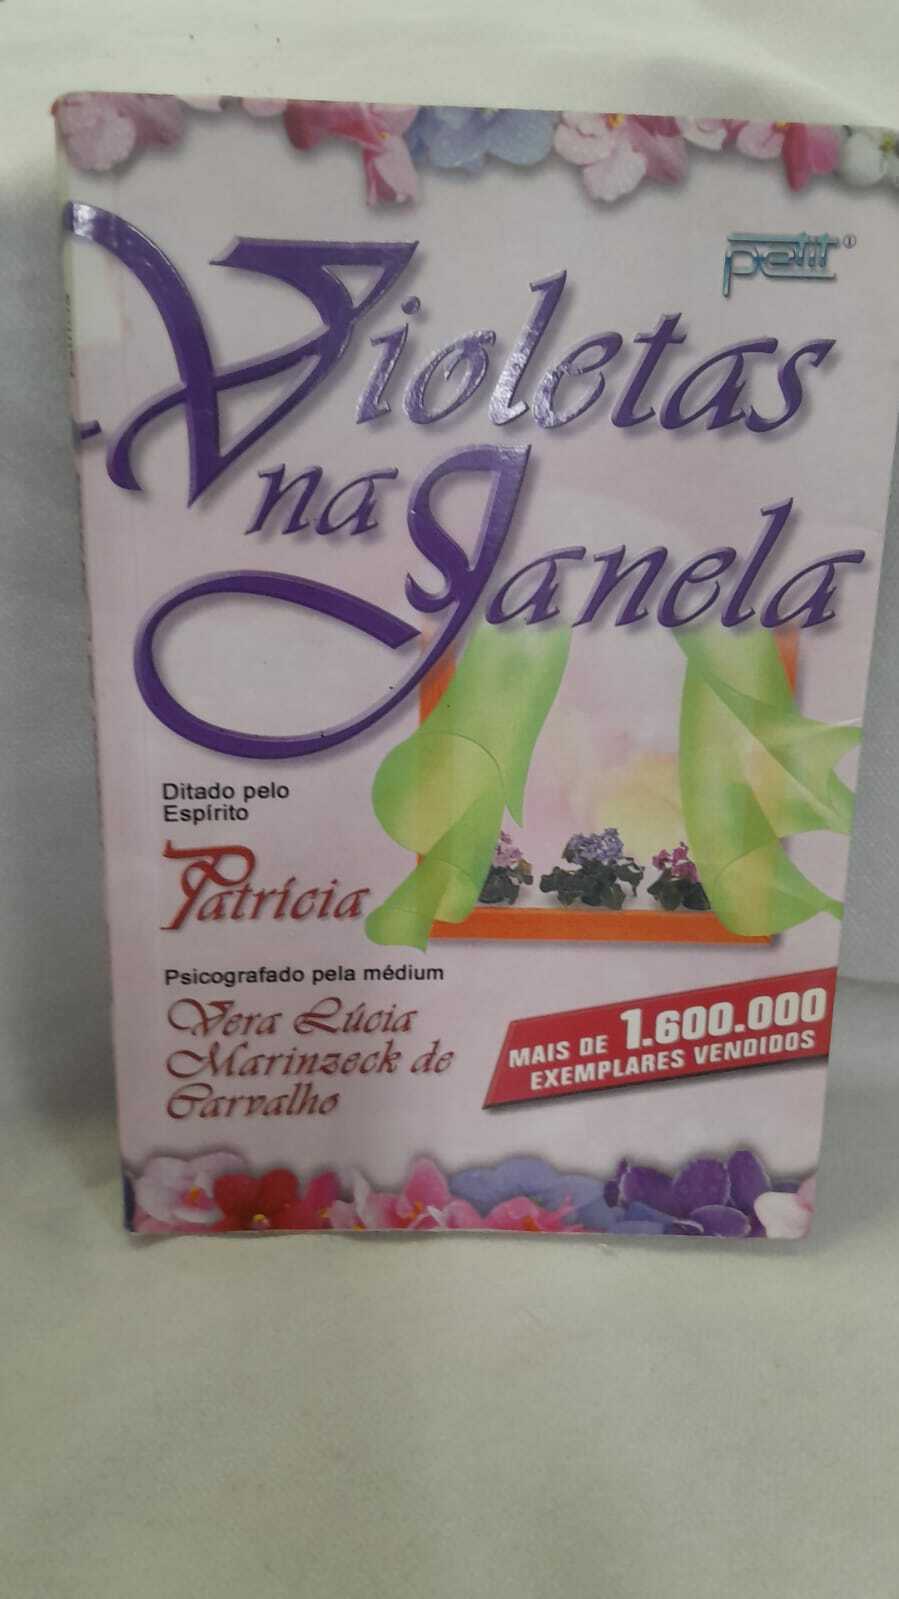 petit
Violetas
na Janela
Ditado pelo
Espírito
Patrícia
Psicografado pela médium
Vera Lúcia
Marinzeck de
Carvalho
MAIS DE 1.600.000
EXEMPLARES VENDIDOS